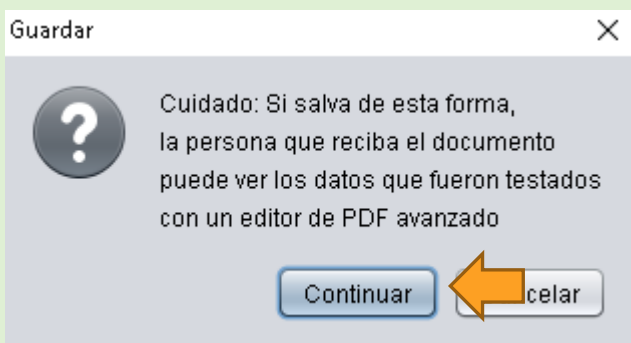 Guardar
Cuidado: Si salva de esta forma,
la persona que reciba el documento
puede ver los datos que fueron testados
con un editor de PDF avanzado
Continuar
celar